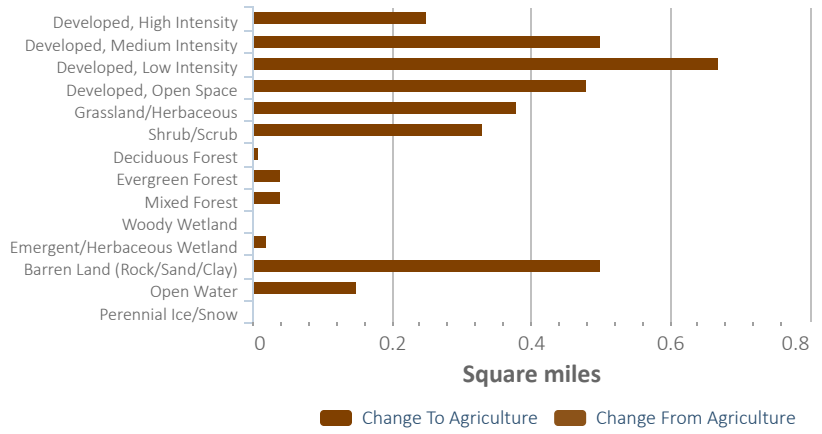 Developed, High Intensity
Developed, Medium Intensity
Developed, Low Intensity
Developed, Open Space
Grassland/Herbaceous
Shrub/Scrub
Deciduous Forest
Evergreen Forest
Mixed Forest
Woody Wetland
Emergent/Herbaceous Wetland
Barren Land (Rock/Sand/Clay)
Open Water
Perennial Ice/Snow
0 0.2 0.4 0.6 0.8
Square miles
Change To Agriculture Change From Agriculture